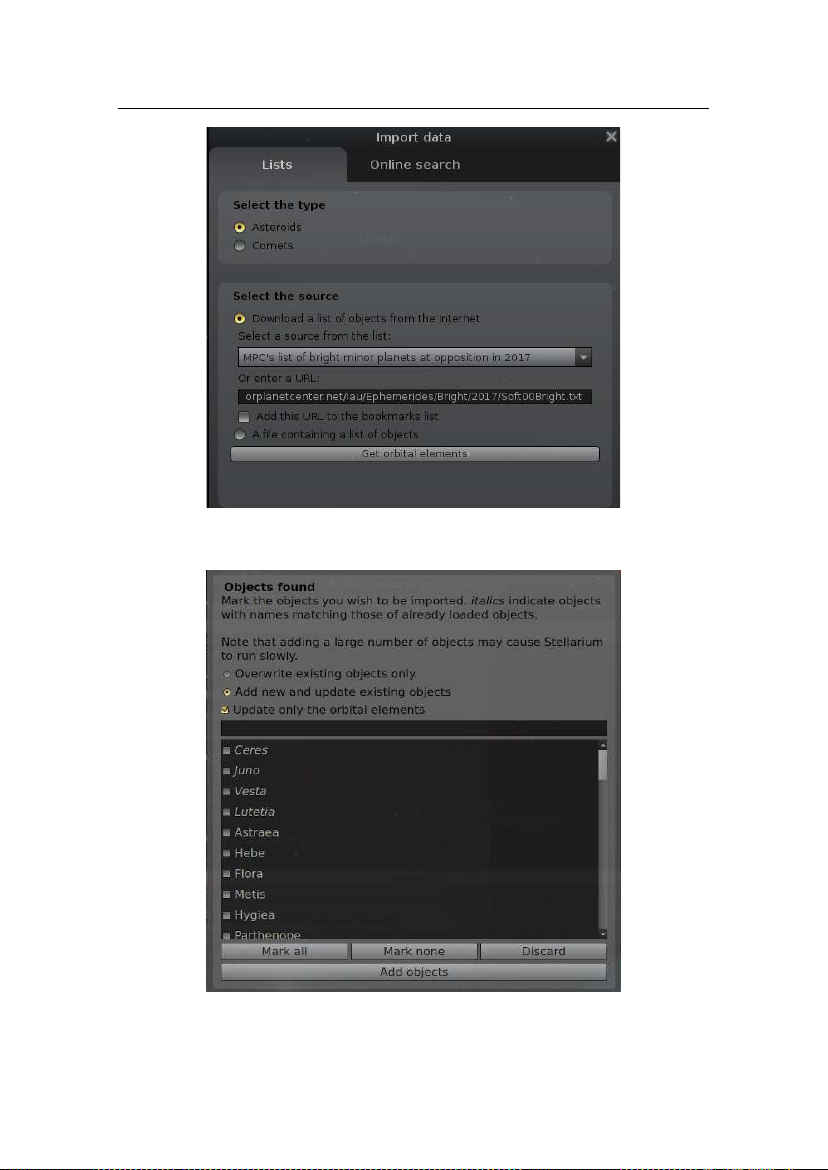 Import data
Lists
Online search
Select the type
Asteroids
Comets
Select the source
Download a list of objects from the Internet
Select a source from the list:
MPC's list of bright minor planets at opposition in 2017
Or enter a URL:
orplanetcenter.net/iau/Ephemerides/Bright/2017/Soft00Bright.txt
Add this URL to the bookmarks list
A file containing a list of objects
Get orbital elements
Objects found
Mark the objects you wish to be imported. italics indicate objects
with names matching those of already loaded objects.
Note that adding a large number of objects may cause Stellarium
to run slowly.
Overwrite existing objects only
Add new and update existing objects
Update only the orbital elements
Ceres
Juno
Vesta
Lutetia
Astraea
Hebe
Flora
Metis
Hygiea
Parthenope
Mark all
Mark none
Discard
Add objects